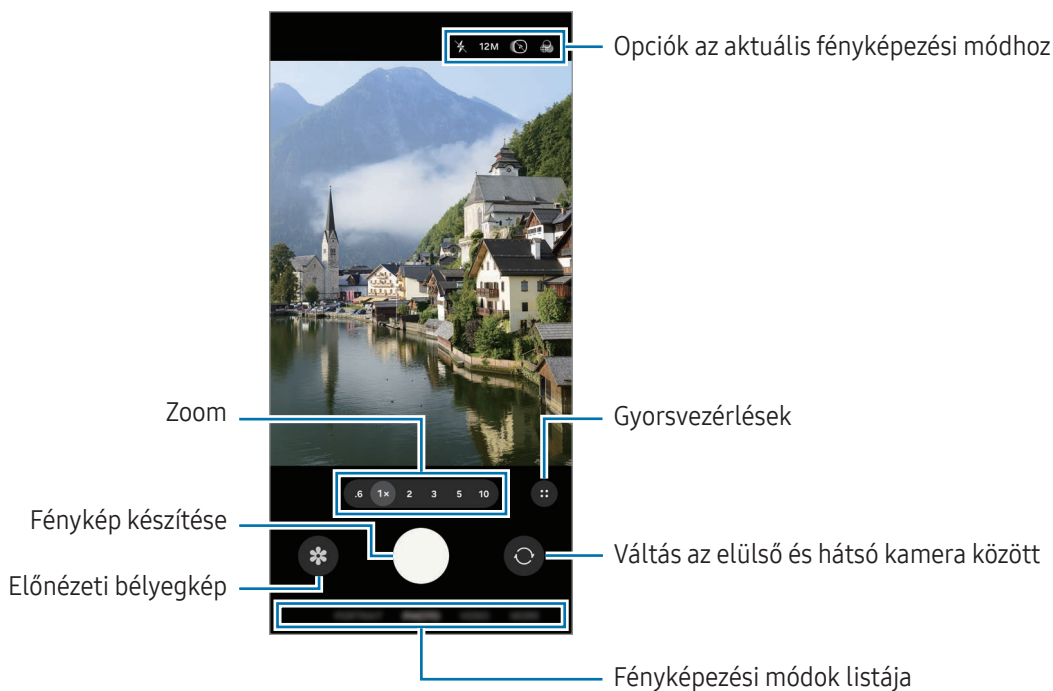 12M
Opciók az aktuális fényképezési módhoz
Zoom
Gyorsvezérlések
.6 1× 2 3 5 10
Fénykép készítése
Váltás az elülső és hátsó kamera között
Előnézeti bélyegkép
Fényképezési módok listája